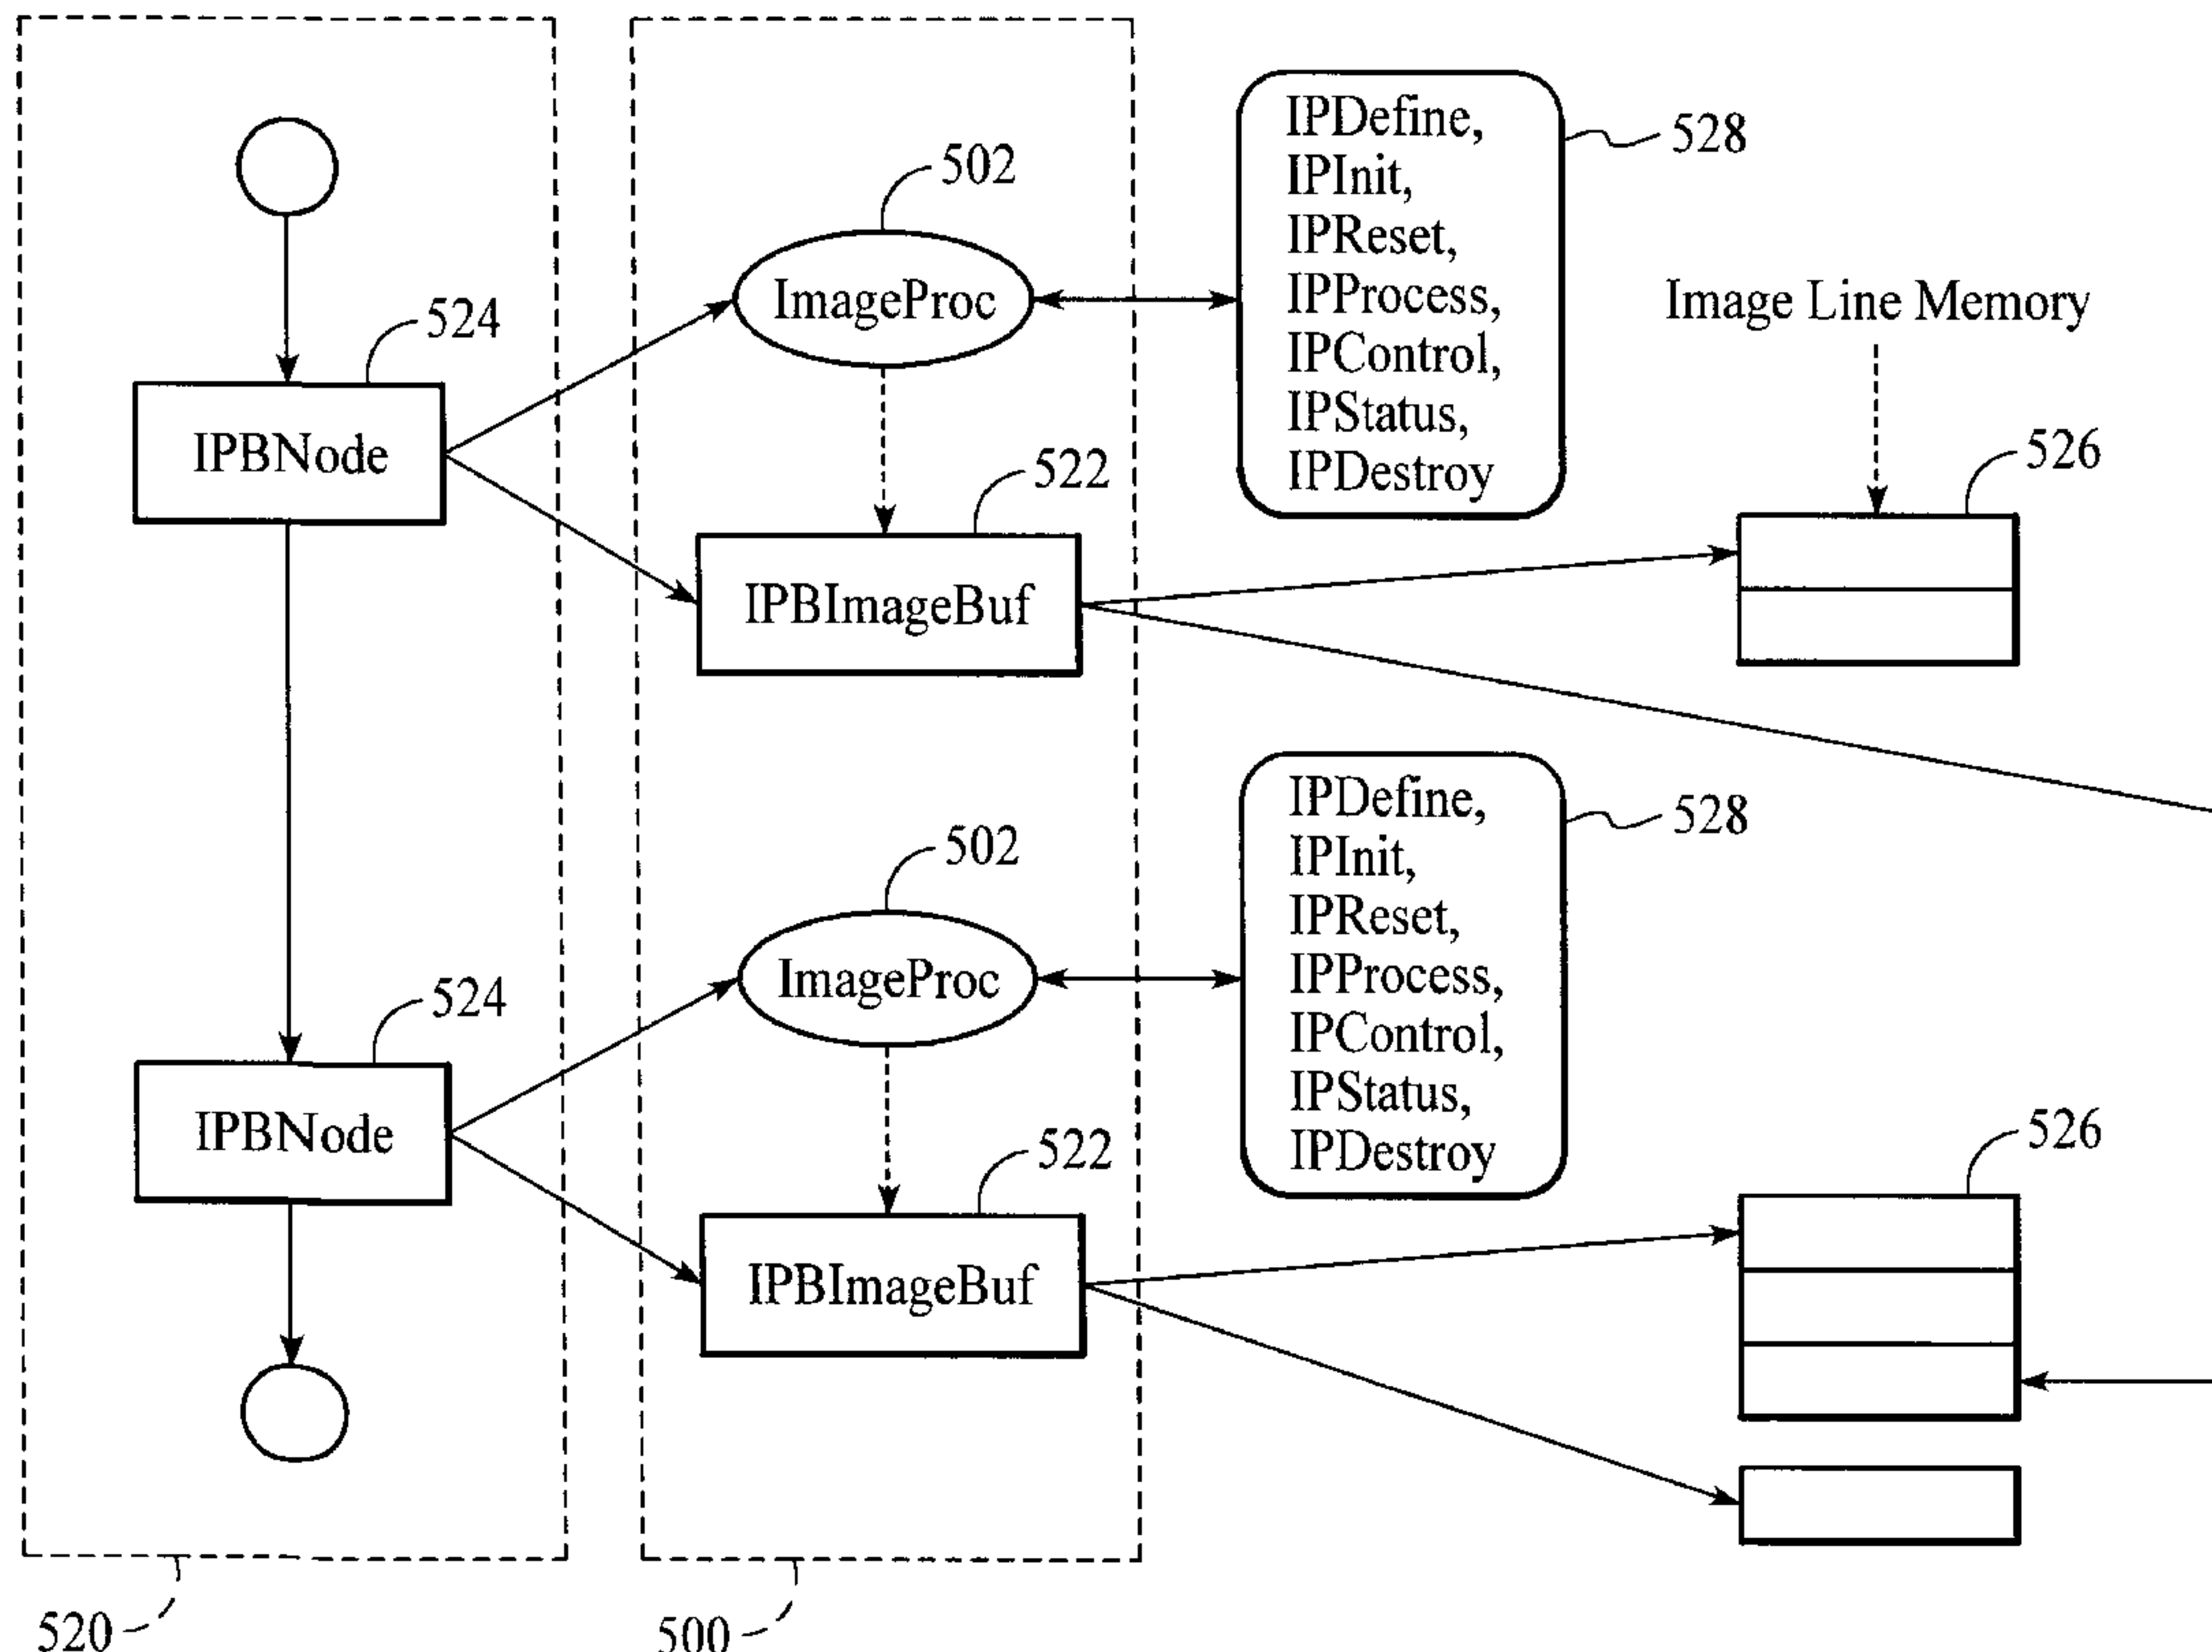 502
IPDefine,
IPInit,
IPReset,
IPProcess,
IPControl,
IPStatus,
IPDestroy
528
524
ImageProc
Image Line Memory
IPBNode
522
526
IPBImageBuf
502
IPDefine,
IPInit,
IPReset,
IPProcess,
IPControl,
IPStatus,
IPDestroy
528
524
ImageProc
IPBNode
522
526
IPBImageBuf
520
500